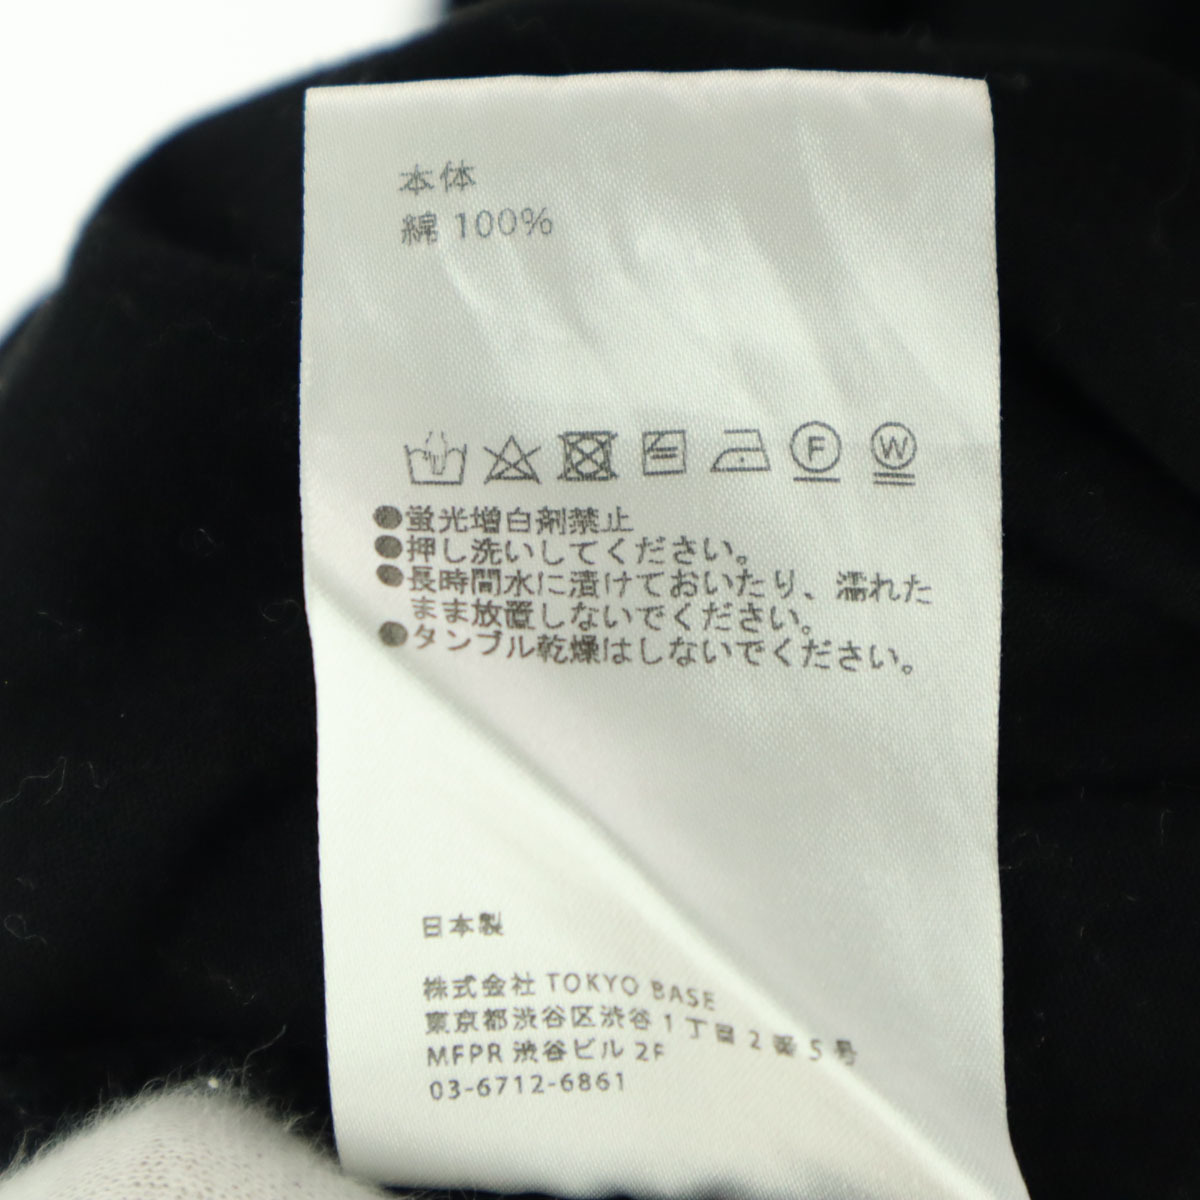 本体
綿 100%
F W
●蛍光増白剤禁止
●押し洗いしてください。
●長時間水に漬けておいたり、濡れた
まま放置しないでください。
●タンブル乾燥はしないでください。
日本製
株式会社 TOKYO BASE
東京都渋谷区渋谷1丁目2番5号
MFPR 渋谷ビル 2F
03-6712-6861